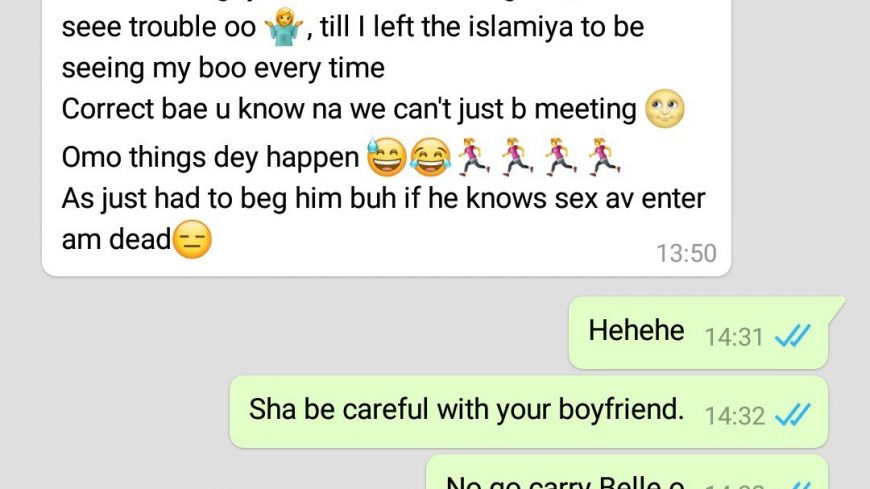 seee trouble oo 🤷‍♀️, till I left the islamiya to be
seeing my boo every time
Correct bae u know na we can't just b meeting 🌝
Omo things dey happen 😅😂🏃‍♀️🏃‍♀️🏃‍♀️🏃‍♀️
As just had to beg him buh if he knows sex av enter
am dead😑
13:50
Hehehe 14:31
Sha be careful with your boyfriend. 14:32
No go carry Belle o